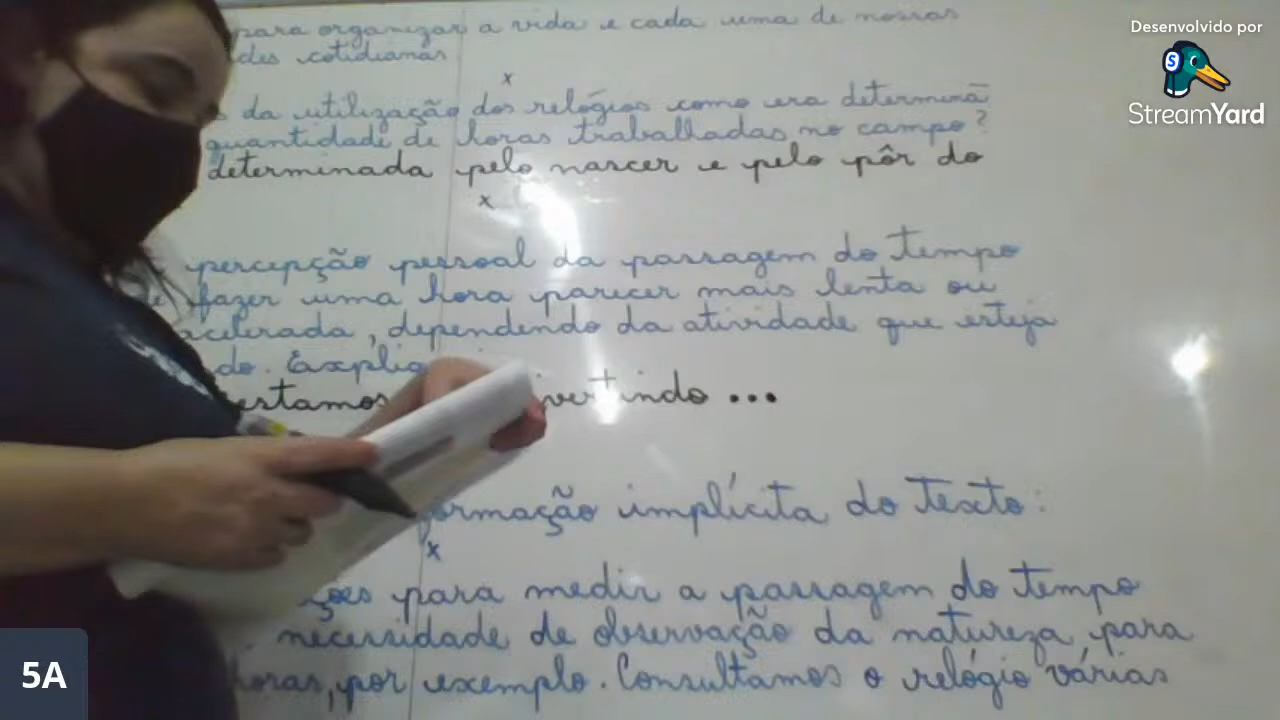 para organizar a vida e cada uma de nossas
des cotidianas
x
da utilização dos relógios como era determinã
quantidade de horas trabalhadas no campo?
determinada pelo nascer e pelo pôr do
x
percepção pessoal da passagem do tempo
fazer uma hora parecer mais lenta ou
acelerada, dependendo da atividade que esteja
do. Expliq
estamos ivertindo ...
formação implícita do texto:
x
ções para medir a passagem do tempo
necessidade de observação da natureza para
horas, por exemplo. Consultamos o relógio várias
Desenvolvido por
StreamYard
5A